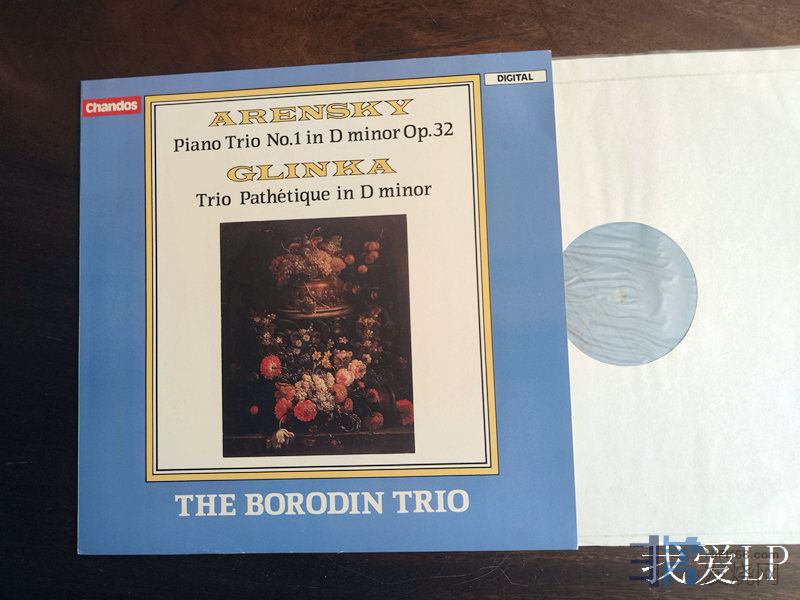 Chandos
DIGITAL
ARENSKY
Piano Trio No.1 in D minor Op.32
GLINKA
Trio Pathétique in D minor
THE BORODIN TRIO
我爱LP